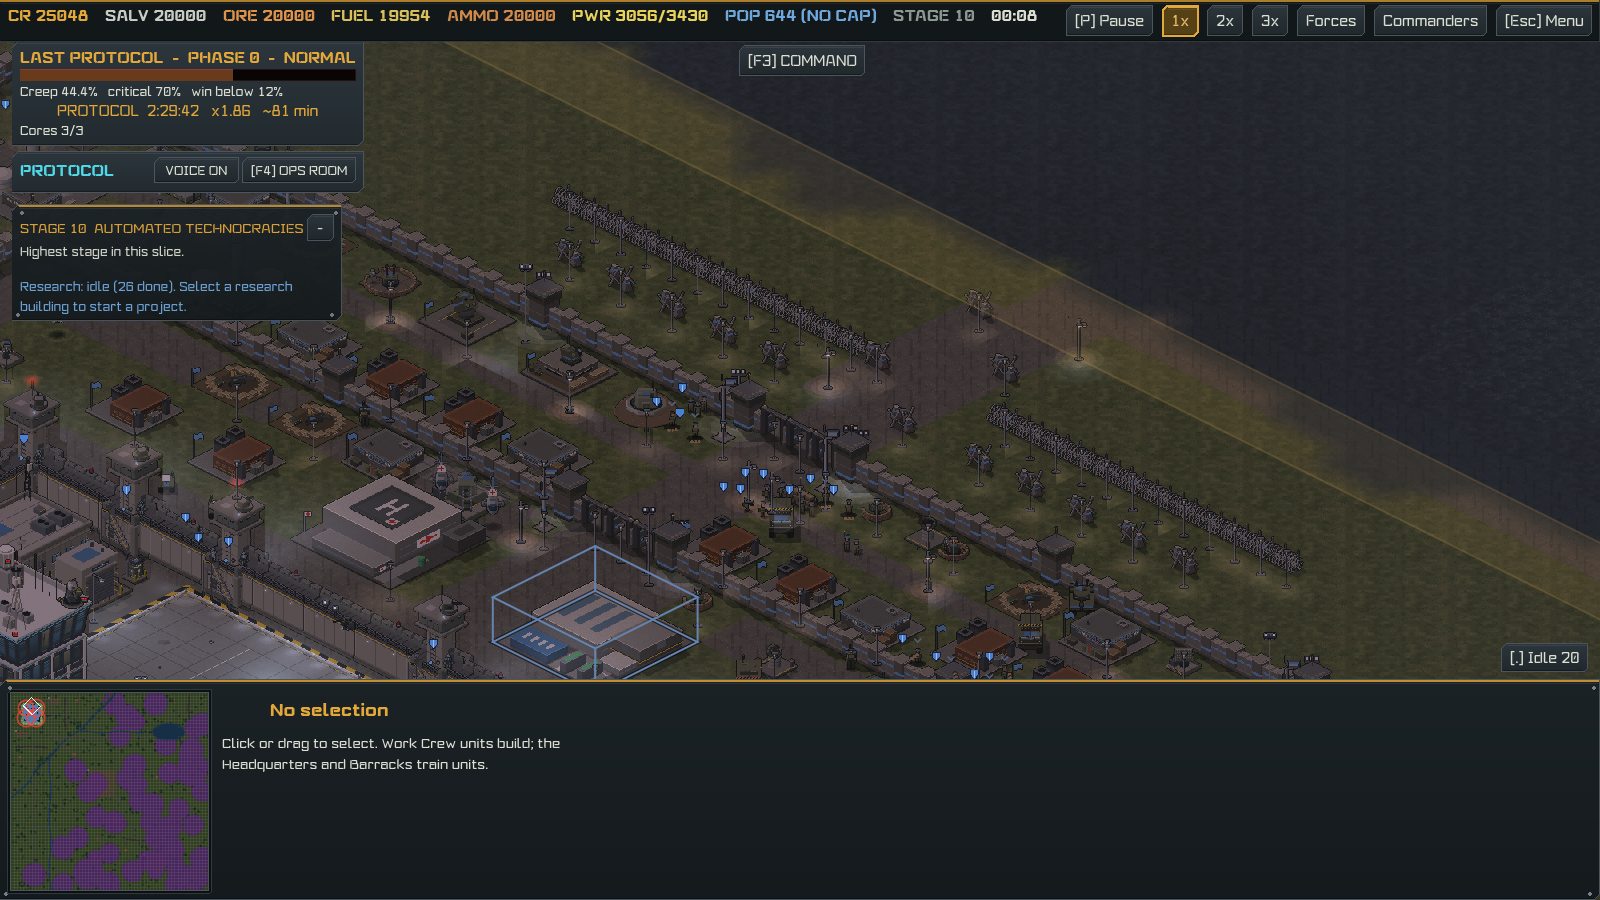 CR 25048 SALV 20000 ORE 20000 FUEL 19954 AMMO 20000 PWR 3056/3430 POP 644 (NO CAP) STAGE 10 00:08 [P] Pause 1x 2x 3x Forces Commanders [Esc] Menu
LAST PROTOCOL - PHASE 0 - NORMAL
[F3] COMMAND
Creep 44.4% critical 70% win below 12%
PROTOCOL 2:29:42 x1.86 ~81 min
Cores 3/3
PROTOCOL VOICE ON [F4] OPS ROOM
STAGE 10 AUTOMATED TECHNOCRACIES -
Highest stage in this slice.
Research: idle (26 done). Select a research
building to start a project.
H
[.] Idle 20
No selection
Click or drag to select. Work Crew units build; the
Headquarters and Barracks train units.